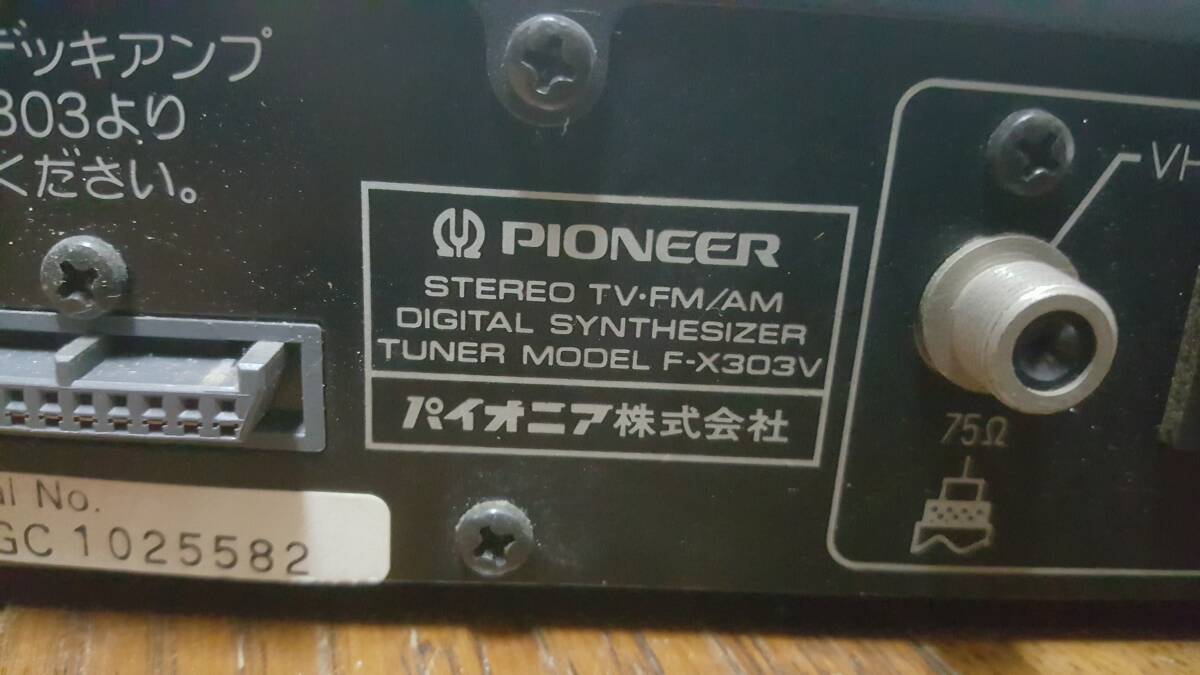 デッキアンプ
303より
ください。
PIONEER
STEREO TV•FM/AM
DIGITAL SYNTHESIZER
TUNER MODEL F-X303V
パイオニア株式会社
VH
75Ω
al No.
GC1025582